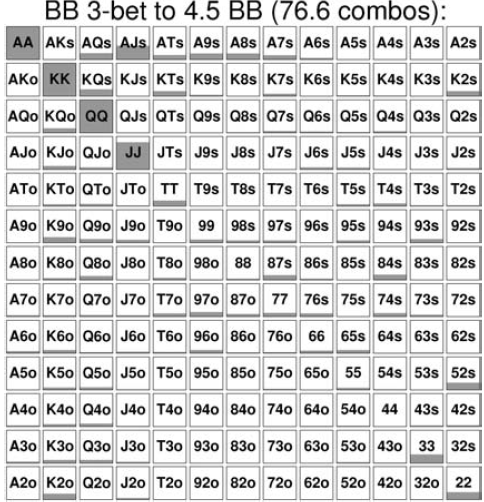 BB 3-bet to 4.5 BB (76.6 combos):
AA AKs AQs AJs ATs A9s A8s A7s A6s A5s A4s A3s A2s
AKo KK KQs KJs KTs K9s K8s K7s K6s K5s K4s K3s K2s
AQo KQo QQ QJs QTs Q9s Q8s Q7s Q6s Q5s Q4s Q3s Q2s
AJo KJo QJo JJ JTs J9s J8s J7s J6s J5s J4s J3s J2s
ATo KTo QTo JTo TT T9s T8s T7s T6s T5s T4s T3s T2s
A9o K9o Q9o J9o T9o 99 98s 97s 96s 95s 94s 93s 92s
A8o K8o Q8o J8o T8o 98o 88 87s 86s 85s 84s 83s 82s
A7o K7o Q7o J7o T7o 97o 87o 77 76s 75s 74s 73s 72s
A6o K6o Q6o J6o T6o 96o 86o 76o 66 65s 64s 63s 62s
A5o K5o Q5o J5o T5o 95o 85o 75o 65o 55 54s 53s 52s
A4o K4o Q4o J4o T4o 94o 84o 74o 64o 54o 44 43s 42s
A3o K3o Q3o J3o T3o 93o 83o 73o 63o 53o 43o 33 32s
A2o K2o Q2o J2o T2o 92o 82o 72o 62o 52o 42o 32o 22